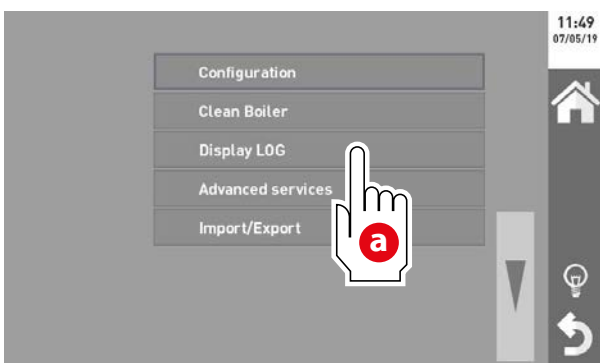 11:49
07/05/19
Configuration
Clean Boiler
Display LOG
Advanced services
Import/Export
a